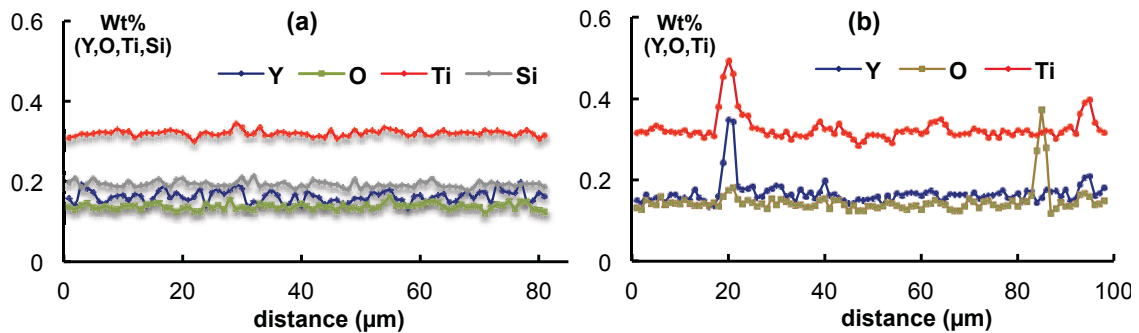 Wt%
(Y,O,Ti,Si)
(a)
Y O Ti Si
0.6
0.4
0.2
0
0 20 40 60 80
distance (µm)
Wt%
(Y,O,Ti)
(b)
Y O Ti
0.6
0.4
0.2
0
0 20 40 60 80 100
distance (µm)